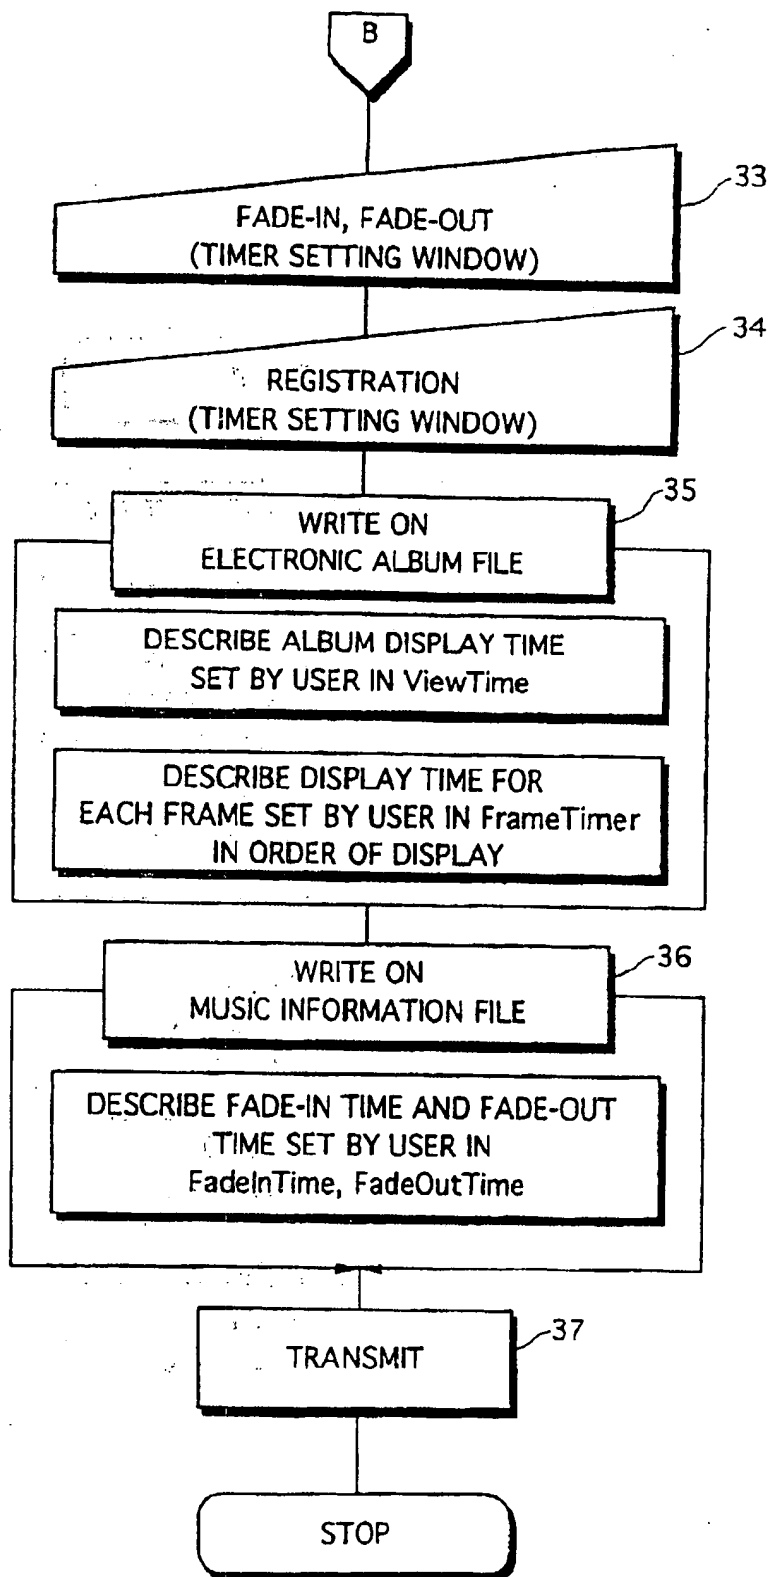 B
33
FADE-IN, FADE-OUT
(TIMER SETTING WINDOW)
34
REGISTRATION
(TIMER SETTING WINDOW)
35
WRITE ON
ELECTRONIC ALBUM FILE
DESCRIBE ALBUM DISPLAY TIME
SET BY USER IN ViewTime
DESCRIBE DISPLAY TIME FOR
EACH FRAME SET BY USER IN FrameTimer
IN ORDER OF DISPLAY
36
WRITE ON
MUSIC INFORMATION FILE
DESCRIBE FADE-IN TIME AND FADE-OUT
TIME SET BY USER IN
FadeInTime, FadeOutTime
37
TRANSMIT
STOP